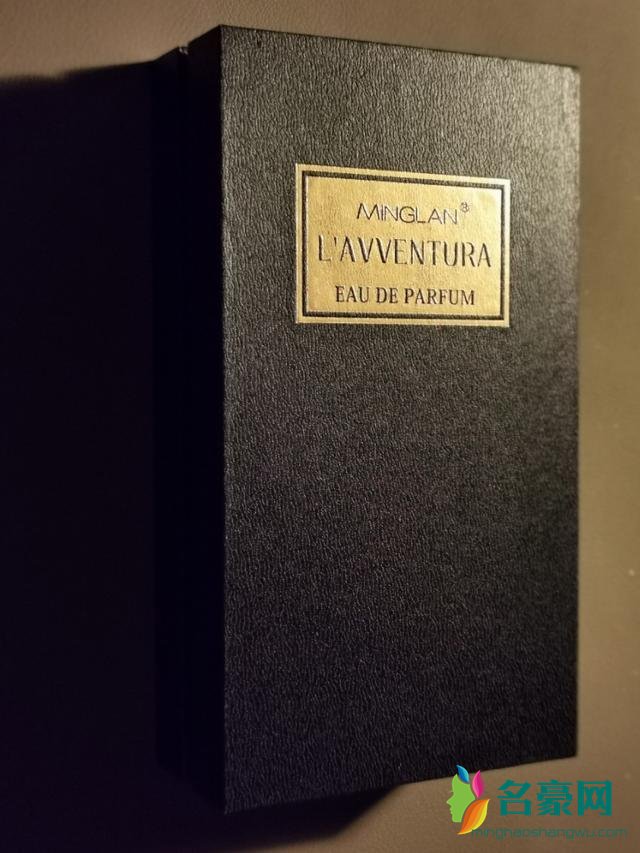 MINGLAN®
L'AVVENTURA
EAU DE PARFUM
名豪网
minghaoshangwu.com